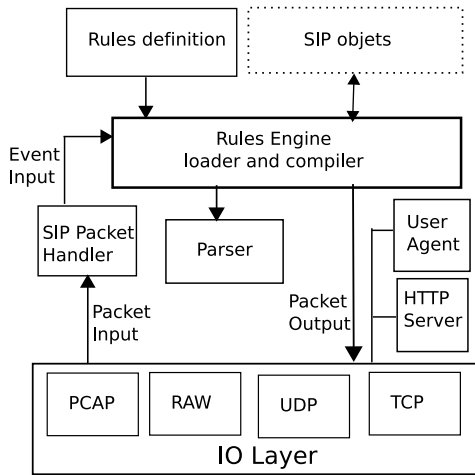 Rules definition
SIP objets
Rules Engine
loader and compiler
Event
Input
SIP Packet
Handler
Parser
User
Agent
HTTP
Server
Packet
Input
Packet
Output
PCAP
RAW
UDP
TCP
IO Layer